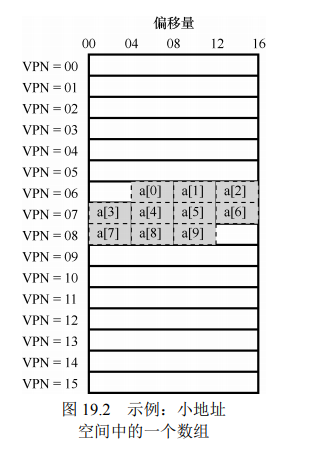 偏移量
00 04 08 12 16
VPN = 00
VPN = 01
VPN = 02
VPN = 03
VPN = 04
VPN = 05
VPN = 06 a[0] a[1] a[2]
VPN = 07 a[3] a[4] a[5] a[6]
VPN = 08 a[7] a[8] a[9]
VPN = 09
VPN = 10
VPN = 11
VPN = 12
VPN = 13
VPN = 14
VPN = 15
图 19.2 示例：小地址
空间中的一个数组